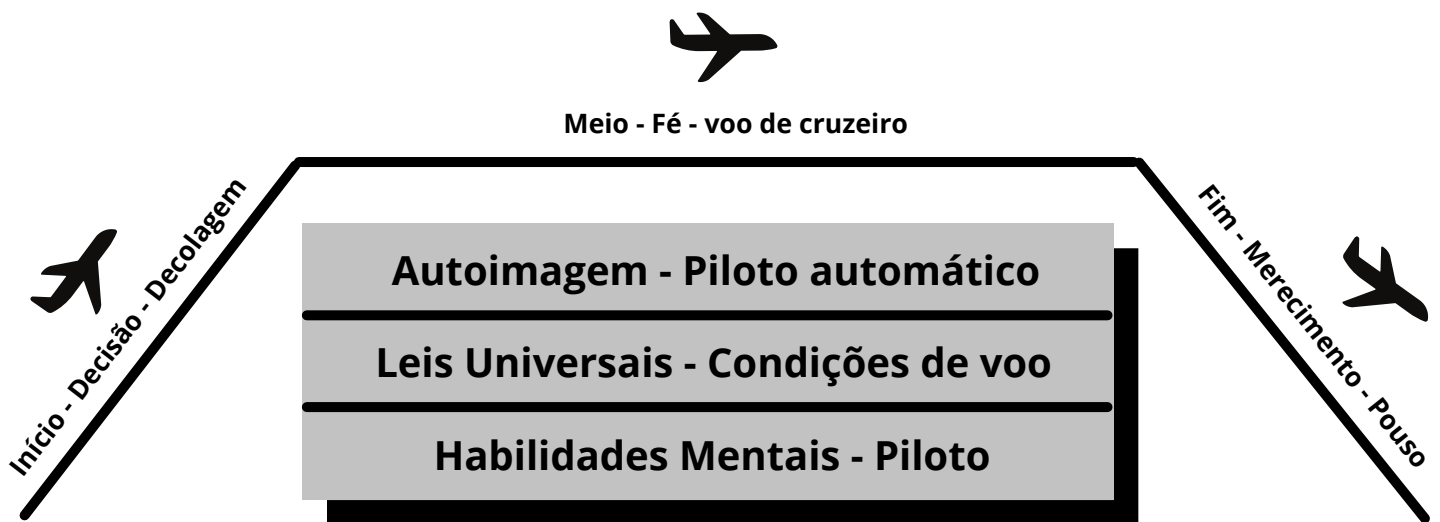 Meio - Fé - voo de cruzeiro
Início - Decisão - Decolagem
Fim - Merecimento - Pouso
Autoimagem - Piloto automático
Leis Universais - Condições de voo
Habilidades Mentais - Piloto